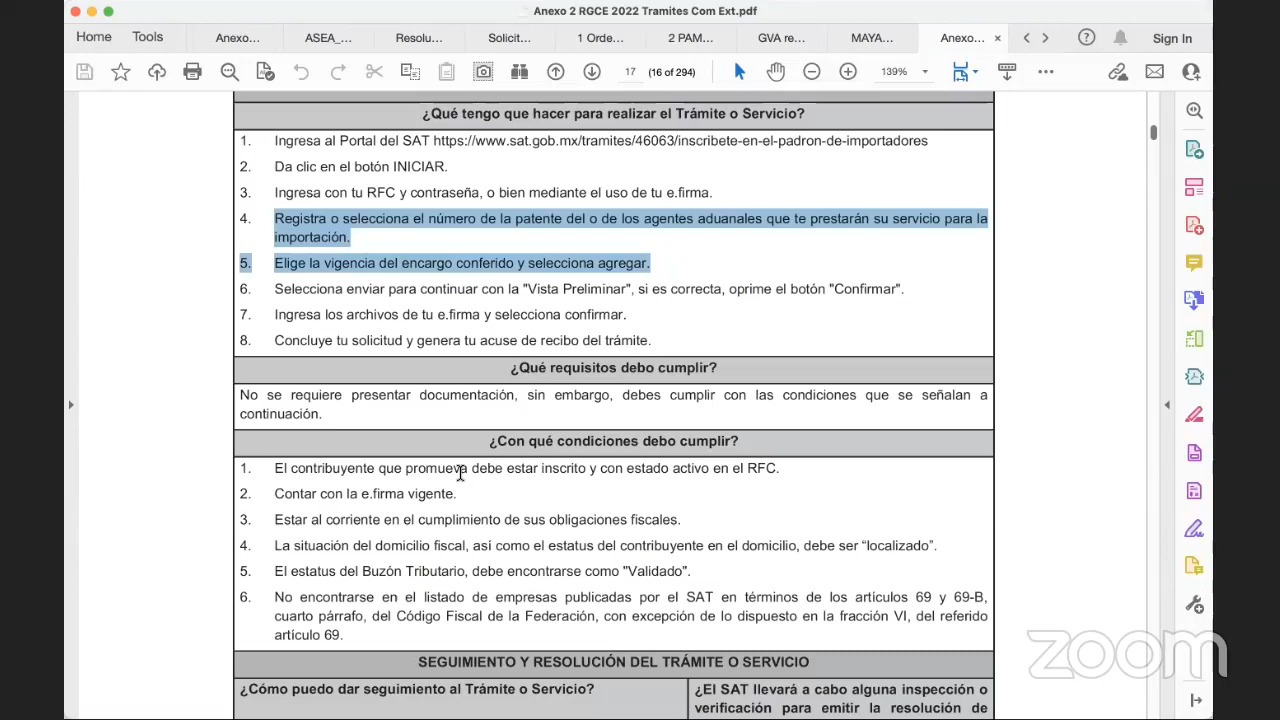 Anexo 2 RGCE 2022 Tramites Com Ext.pdf
Home Tools Anexo... ASEA_... Resolu... Solicit... 1 Orde... 2 PAM... GVA re... MAYA... Anexo... × Sign In
17 (16 of 294) 139%
¿Qué tengo que hacer para realizar el Trámite o Servicio?
1. Ingresa al Portal del SAT https://www.sat.gob.mx/tramites/46063/inscribete-en-el-padron-de-importadores
2. Da clic en el botón INICIAR.
3. Ingresa con tu RFC y contraseña, o bien mediante el uso de tu e.firma.
4. Registra o selecciona el número de la patente del o de los agentes aduanales que te prestarán su servicio para la
importación.
5. Elige la vigencia del encargo conferido y selecciona agregar.
6. Selecciona enviar para continuar con la "Vista Preliminar", si es correcta, oprime el botón "Confirmar".
7. Ingresa los archivos de tu e.firma y selecciona confirmar.
8. Concluye tu solicitud y genera tu acuse de recibo del trámite.
¿Qué requisitos debo cumplir?
No se requiere presentar documentación, sin embargo, debes cumplir con las condiciones que se señalan a
continuación.
¿Con qué condiciones debo cumplir?
1. El contribuyente que promueva debe estar inscrito y con estado activo en el RFC.
2. Contar con la e.firma vigente.
3. Estar al corriente en el cumplimiento de sus obligaciones fiscales.
4. La situación del domicilio fiscal, así como el estatus del contribuyente en el domicilio, debe ser “localizado”.
5. El estatus del Buzón Tributario, debe encontrarse como "Validado".
6. No encontrarse en el listado de empresas publicadas por el SAT en términos de los artículos 69 y 69-B,
cuarto párrafo, del Código Fiscal de la Federación, con excepción de lo dispuesto en la fracción VI, del referido
artículo 69.
zoom
SEGUIMIENTO Y RESOLUCIÓN DEL TRÁMITE O SERVICIO
¿Cómo puedo dar seguimiento al Trámite o Servicio?
¿El SAT llevará a cabo alguna inspección o
verificación para emitir la resolución de